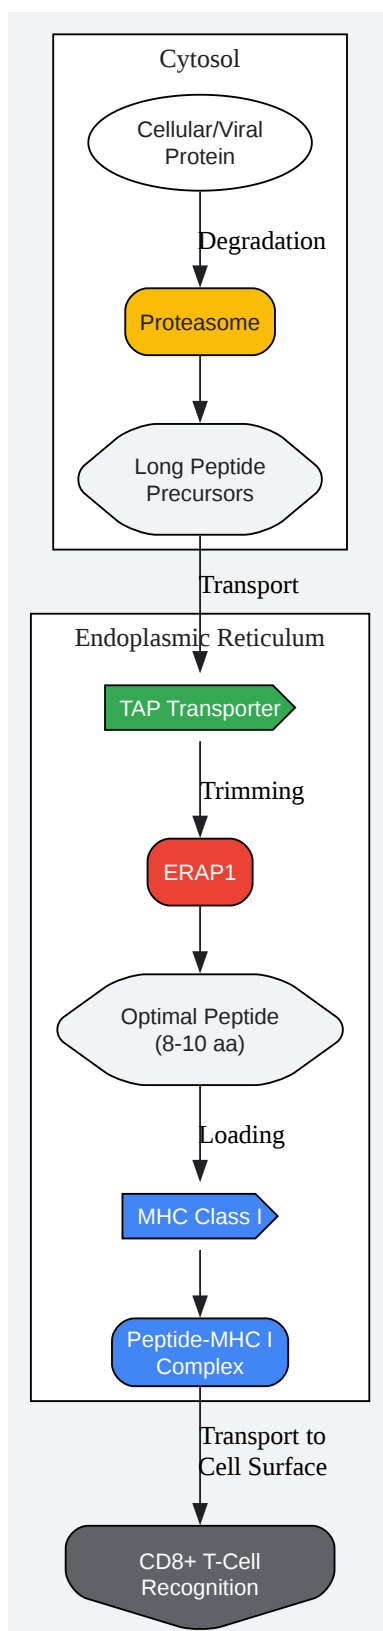 Cytosol
Cellular/Viral
Protein
Degradation
Proteasome
Long Peptide
Precursors
Transport
Endoplasmic Reticulum
TAP Transporter
Trimming
ERAP1
Optimal Peptide
(8-10 aa)
Loading
MHC Class I
Peptide-MHC I
Complex
Transport to
Cell Surface
CD8+ T-Cell
Recognition